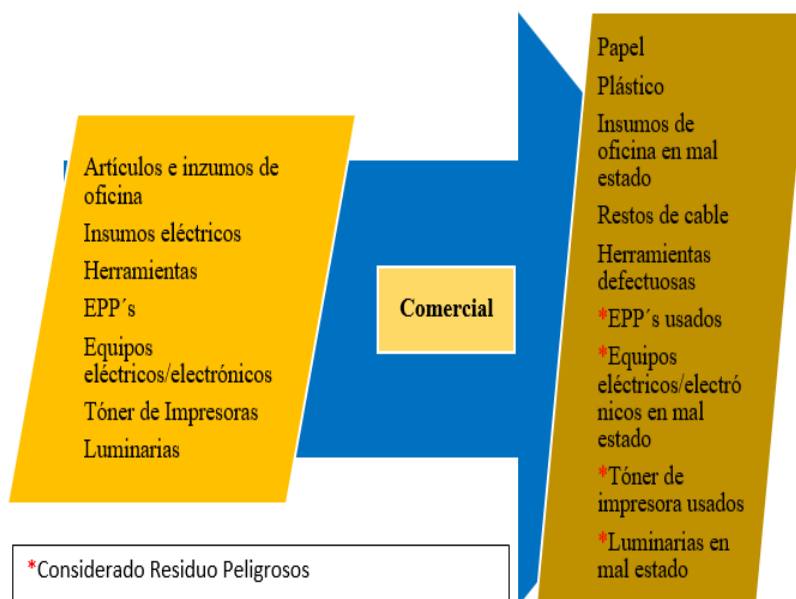 Artículos e inzumos de
oficina
Insumos eléctricos
Herramientas
EPP´s
Equipos
eléctricos/electrónicos
Tóner de Impresoras
Luminarias
Comercial
Papel
Plástico
Insumos de
oficina en mal
estado
Restos de cable
Herramientas
defectuosas
*EPP´s usados
*Equipos
eléctricos/electró
nicos en mal
estado
*Tóner de
impresora usados
*Luminarias en
mal estado
*Considerado Residuo Peligrosos